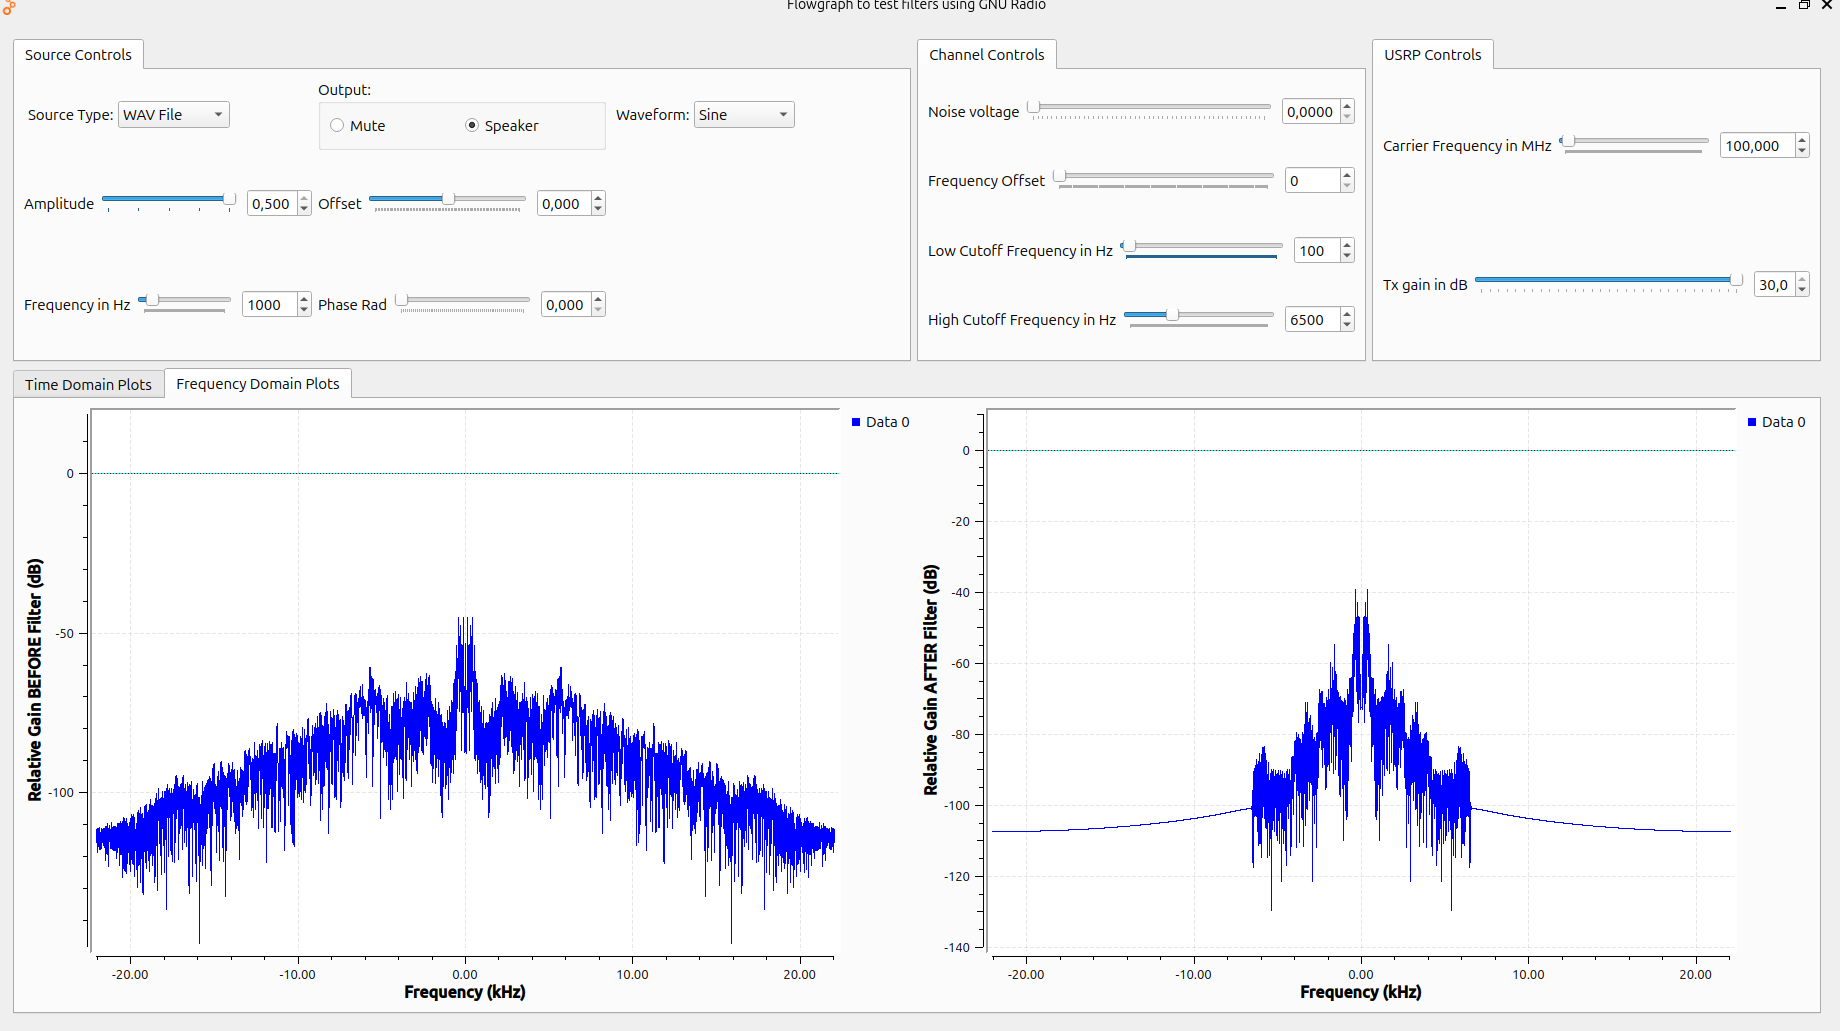 Flowgraph to test filters using GNU Radio
Source Controls
Source Type: WAV File
Output:
Mute
Speaker
Waveform: Sine
Amplitude 0,500
Offset 0,000
Frequency in Hz 1000
Phase Rad 0,000
Channel Controls
Noise voltage 0,0000
Frequency Offset 0
Low Cutoff Frequency in Hz 100
High Cutoff Frequency in Hz 6500
USRP Controls
Carrier Frequency in MHz 100,000
Tx gain in dB 30,0
Time Domain Plots
Frequency Domain Plots
Relative Gain BEFORE Filter (dB)
0
-50
-100
-20.00
-10.00
0.00
10.00
20.00
Frequency (kHz)
Data 0
Relative Gain AFTER Filter (dB)
0
-20
-40
-60
-80
-100
-120
-140
-20.00
-10.00
0.00
10.00
20.00
Frequency (kHz)
Data 0